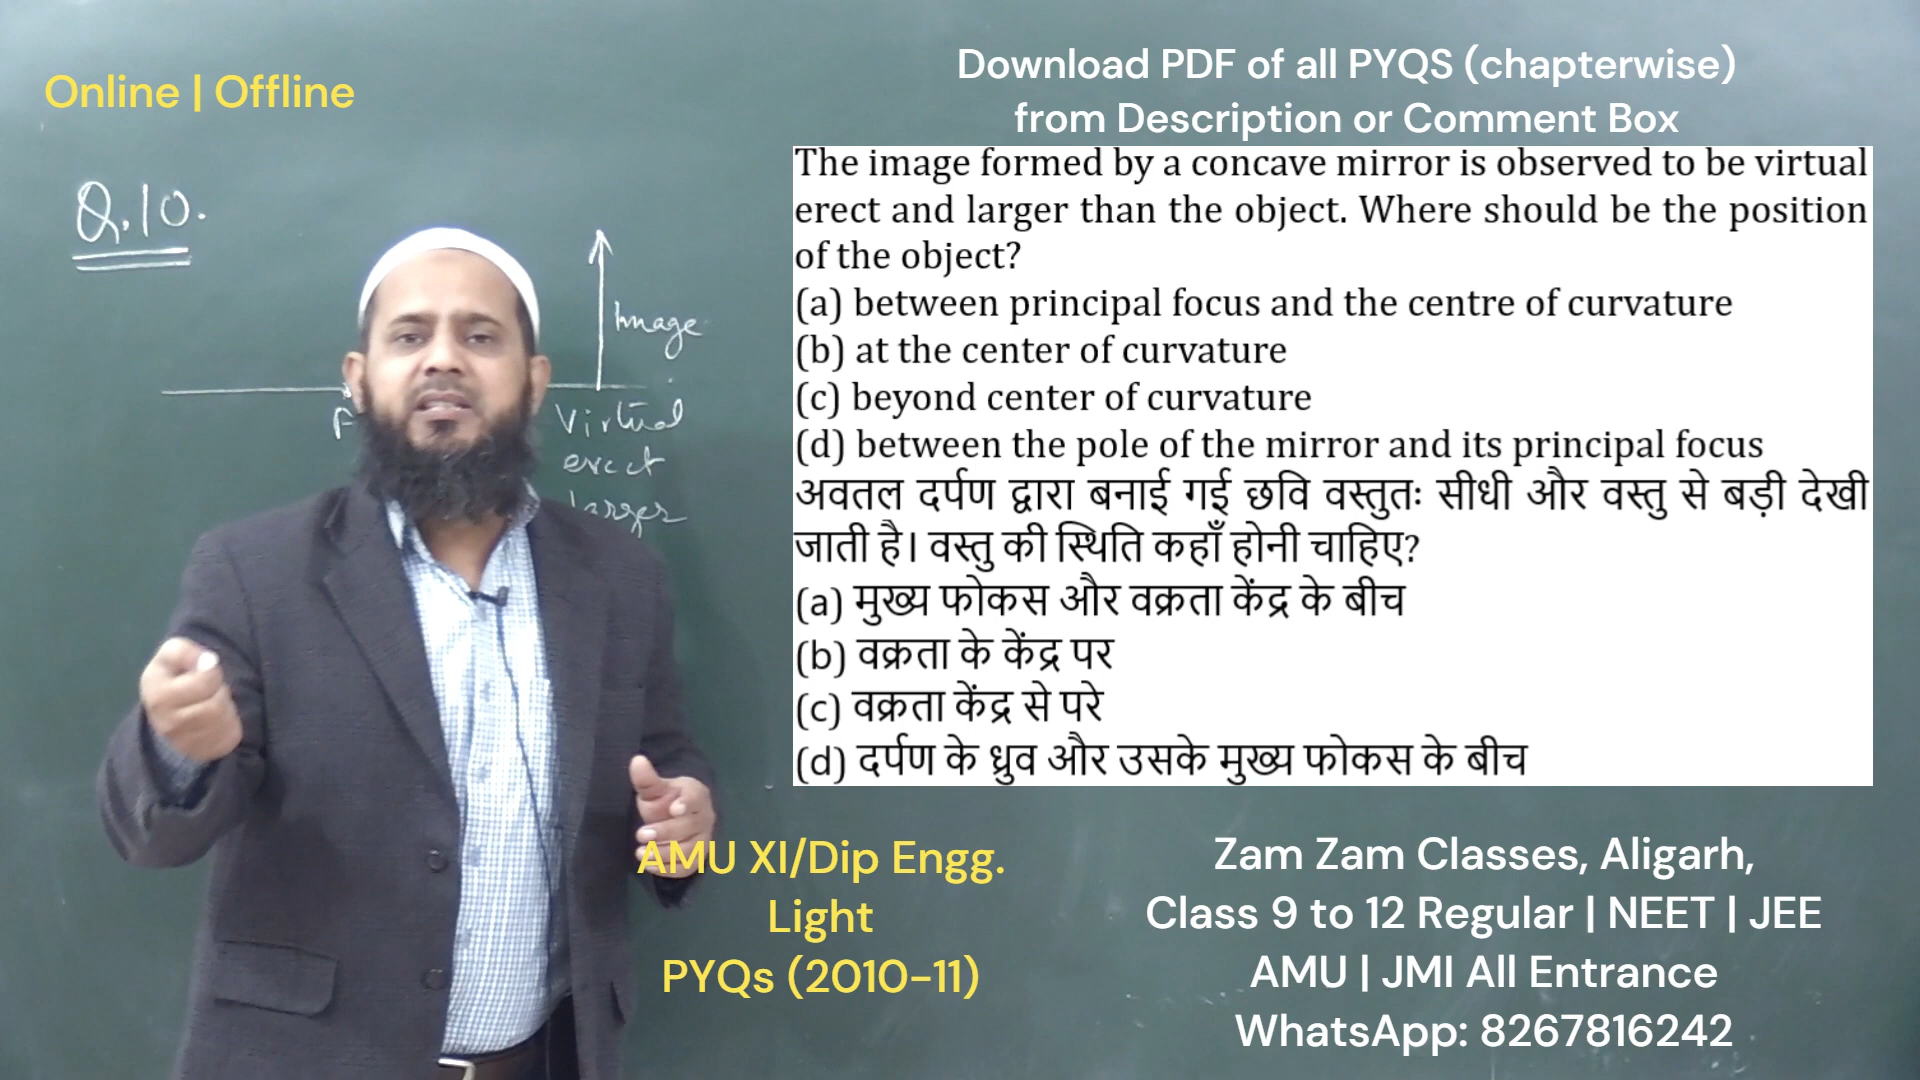 Online | Offline
Download PDF of all PYQS (chapterwise)
from Description or Comment Box
Q.10.
Image
F
Virtual
erect
larger
The image formed by a concave mirror is observed to be virtual
erect and larger than the object. Where should be the position
of the object?
(a) between principal focus and the centre of curvature
(b) at the center of curvature
(c) beyond center of curvature
(d) between the pole of the mirror and its principal focus
अवतल दर्पण द्वारा बनाई गई छवि वस्तुतः सीधी और वस्तु से बड़ी देखी
जाती है। वस्तु की स्थिति कहाँ होनी चाहिए?
(a) मुख्य फोकस और वक्रता केंद्र के बीच
(b) वक्रता के केंद्र पर
(c) वक्रता केंद्र से परे
(d) दर्पण के ध्रुव और उसके मुख्य फोकस के बीच
AMU XI/Dip Engg.
Light
PYQs (2010-11)
Zam Zam Classes, Aligarh,
Class 9 to 12 Regular | NEET | JEE
AMU | JMI All Entrance
WhatsApp: 8267816242